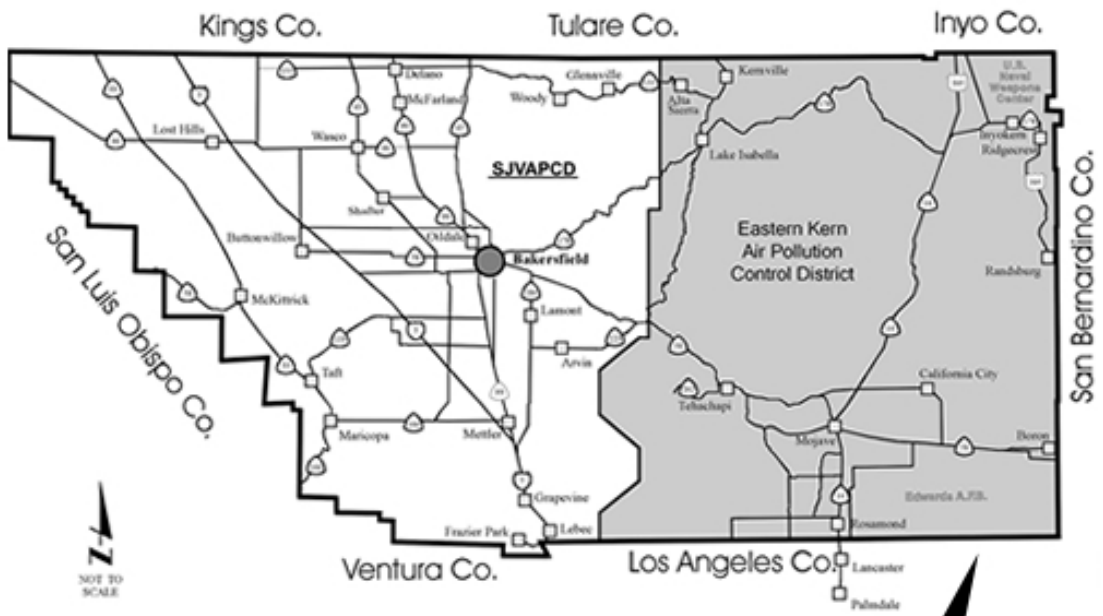 Kings Co.
Tulare Co.
Inyo Co.
Delano
Glennville
Kernville
U.S.
Naval
Weapons
Center
McFarland
Woody
Alta
Sierra
Lost Hills
Wasco
Inyokern
Ridgecrest
Lake Isabella
SJVAPCD
Shafter
Buttonwillow
Oildale
Bakersfield
Eastern Kern
Air Pollution
Control District
Randsburg
San Bernardino Co.
San Luis Obispo Co.
McKittrick
Lamont
Arvin
Taft
California City
Tehachapi
Maricopa
Mettler
Mojave
Boron
Grapevine
Edwards A.F.B.
Frazier Park
Lebec
Rosamond
N
NOT TO
SCALE
Ventura Co.
Los Angeles Co.
Lancaster
Palmdale